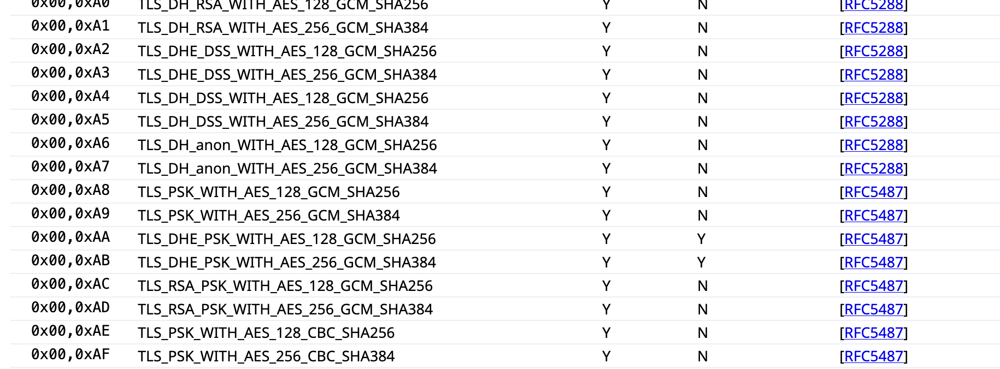 0x00,0xA0 TLS_DH_RSA_WITH_AES_128_GCM_SHA256 Y N [RFC5288]
0x00,0xA1 TLS_DH_RSA_WITH_AES_256_GCM_SHA384 Y N [RFC5288]
0x00,0xA2 TLS_DHE_DSS_WITH_AES_128_GCM_SHA256 Y N [RFC5288]
0x00,0xA3 TLS_DHE_DSS_WITH_AES_256_GCM_SHA384 Y N [RFC5288]
0x00,0xA4 TLS_DH_DSS_WITH_AES_128_GCM_SHA256 Y N [RFC5288]
0x00,0xA5 TLS_DH_DSS_WITH_AES_256_GCM_SHA384 Y N [RFC5288]
0x00,0xA6 TLS_DH_anon_WITH_AES_128_GCM_SHA256 Y N [RFC5288]
0x00,0xA7 TLS_DH_anon_WITH_AES_256_GCM_SHA384 Y N [RFC5288]
0x00,0xA8 TLS_PSK_WITH_AES_128_GCM_SHA256 Y N [RFC5487]
0x00,0xA9 TLS_PSK_WITH_AES_256_GCM_SHA384 Y N [RFC5487]
0x00,0xAA TLS_DHE_PSK_WITH_AES_128_GCM_SHA256 Y Y [RFC5487]
0x00,0xAB TLS_DHE_PSK_WITH_AES_256_GCM_SHA384 Y Y [RFC5487]
0x00,0xAC TLS_RSA_PSK_WITH_AES_128_GCM_SHA256 Y N [RFC5487]
0x00,0xAD TLS_RSA_PSK_WITH_AES_256_GCM_SHA384 Y N [RFC5487]
0x00,0xAE TLS_PSK_WITH_AES_128_CBC_SHA256 Y N [RFC5487]
0x00,0xAF TLS_PSK_WITH_AES_256_CBC_SHA384 Y N [RFC5487]